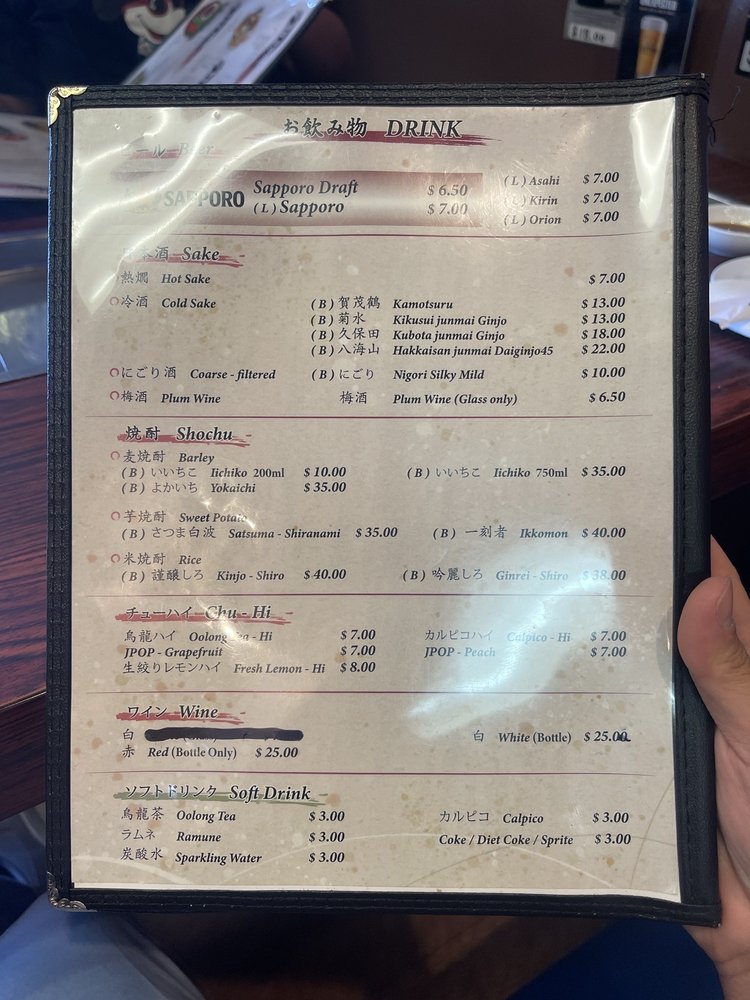 $18.00
お飲み物 DRINK
ール Beer
SAPPORO
Sapporo Draft $ 6.50
( L ) Sapporo $ 7.00
( L ) Asahi $ 7.00
( L ) Kirin $ 7.00
( L ) Orion $ 7.00
本酒 Sake
熱燗 Hot Sake $ 7.00
冷酒 Cold Sake ( B ) 賀茂鶴 Kamotsuru $ 13.00
( B ) 菊水 Kikusui junmai Ginjo $ 13.00
( B ) 久保田 Kubota junmai Ginjo $ 18.00
( B ) 八海山 Hakkaisan junmai Daiginjo45 $ 22.00
にごり酒 Coarse - filtered ( B ) にごり Nigori Silky Mild $ 10.00
梅酒 Plum Wine 梅酒 Plum Wine (Glass only) $ 6.50
焼酎 Shochu
麦焼酎 Barley
( B ) いいちこ Iichiko 200ml $ 10.00 ( B ) いいちこ Iichiko 750ml $ 35.00
( B ) よかいち Yokaichi $ 35.00
芋焼酎 Sweet Potato
( B ) さつま白波 Satsuma - Shiranami $ 35.00 ( B ) 一刻者 Ikkomon $ 40.00
米焼酎 Rice
( B ) 謹醸しろ Kinjo - Shiro $ 40.00 ( B ) 吟麗しろ Ginrei - Shiro $ 38.00
チューハイ Chu - Hi
烏龍ハイ Oolong Tea - Hi $ 7.00 カルピコハイ Calpico - Hi $ 7.00
JPOP - Grapefruit $ 7.00 JPOP - Peach $ 7.00
生絞りレモンハイ Fresh Lemon - Hi $ 8.00
ワイン Wine
白 白 White (Bottle) $ 25.00
赤 Red (Bottle Only) $ 25.00
ソフトドリンク Soft Drink
烏龍茶 Oolong Tea $ 3.00 カルピコ Calpico $ 3.00
ラムネ Ramune $ 3.00 Coke / Diet Coke / Sprite $ 3.00
炭酸水 Sparkling Water $ 3.00